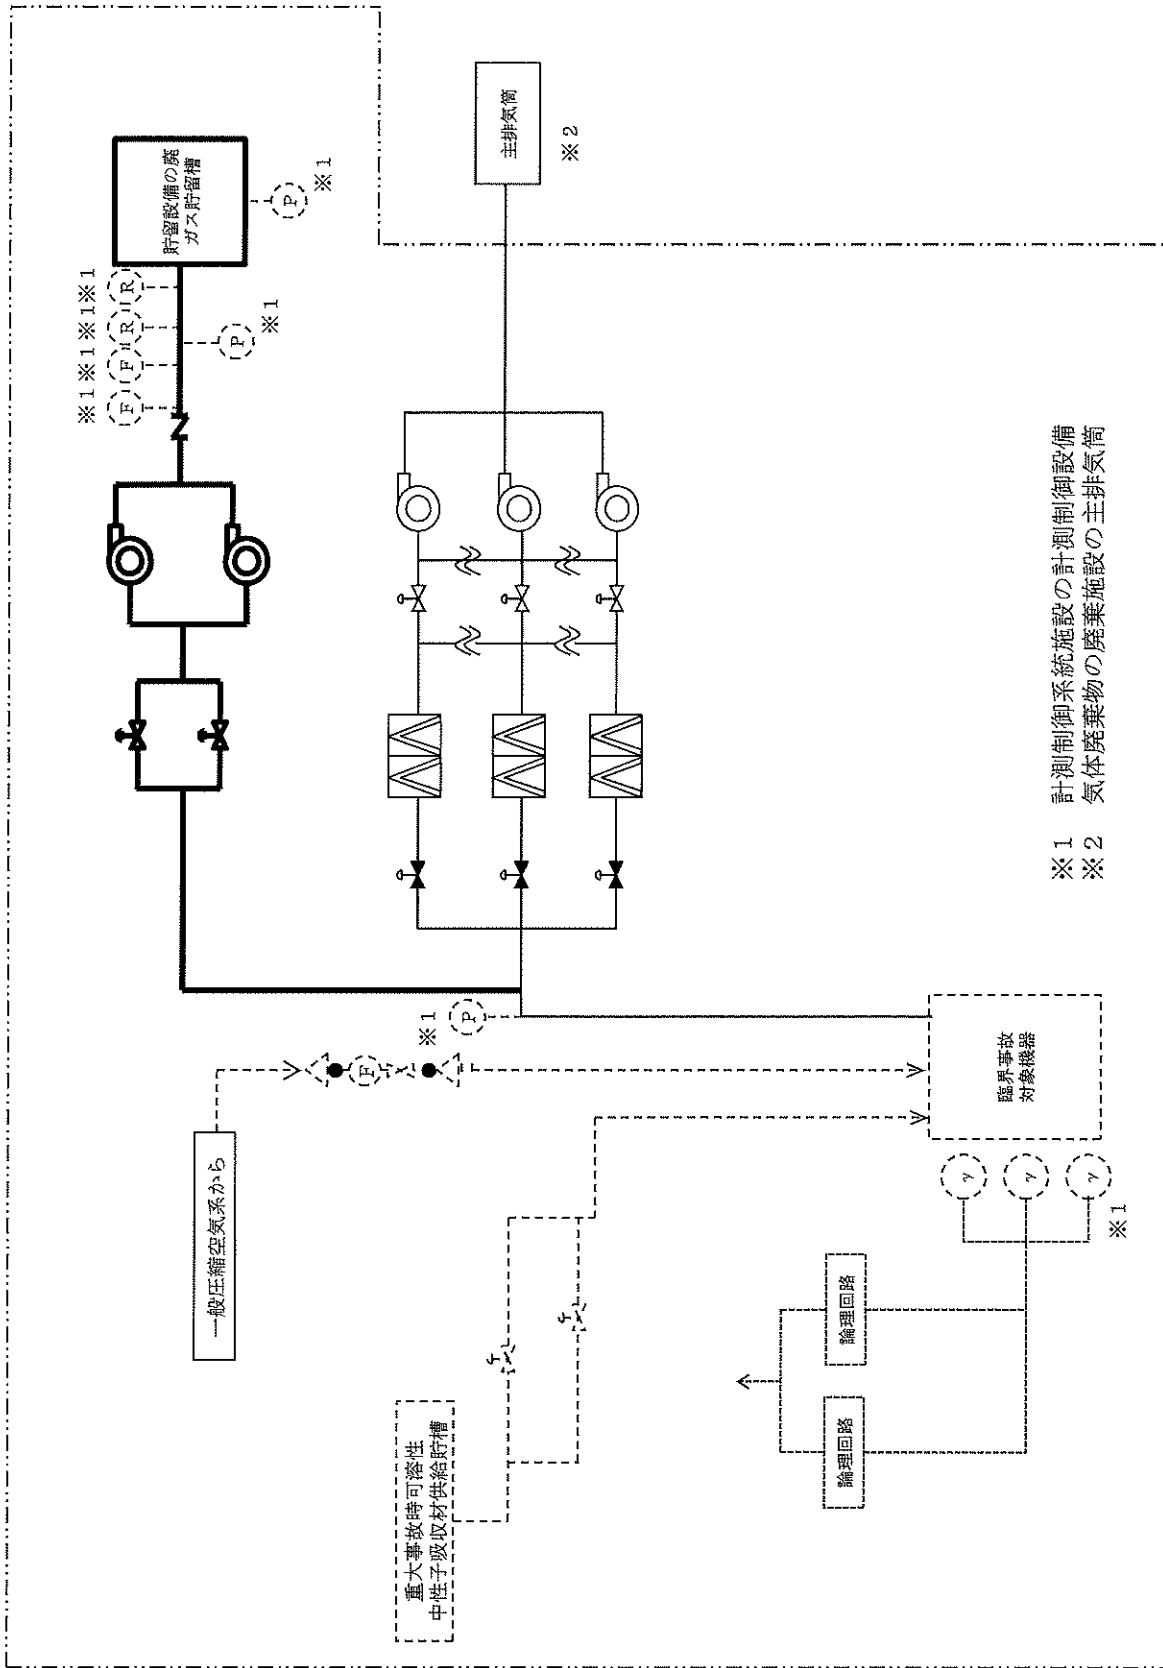 貯留設備の廃
ガス貯留槽
※1
P
※1
※1
※1
※1
F
F
R
R
P
※1
主排気筒
※2
一般圧縮空気系から
F
※1
P
重大事故時可溶性
中性子吸収材供給貯槽
臨界事故
対象機器
γ
γ
γ
※1
論理回路
論理回路
※1 計測制御系統施設の計測制御設備
※2 気体廃棄物の廃棄施設の主排気筒